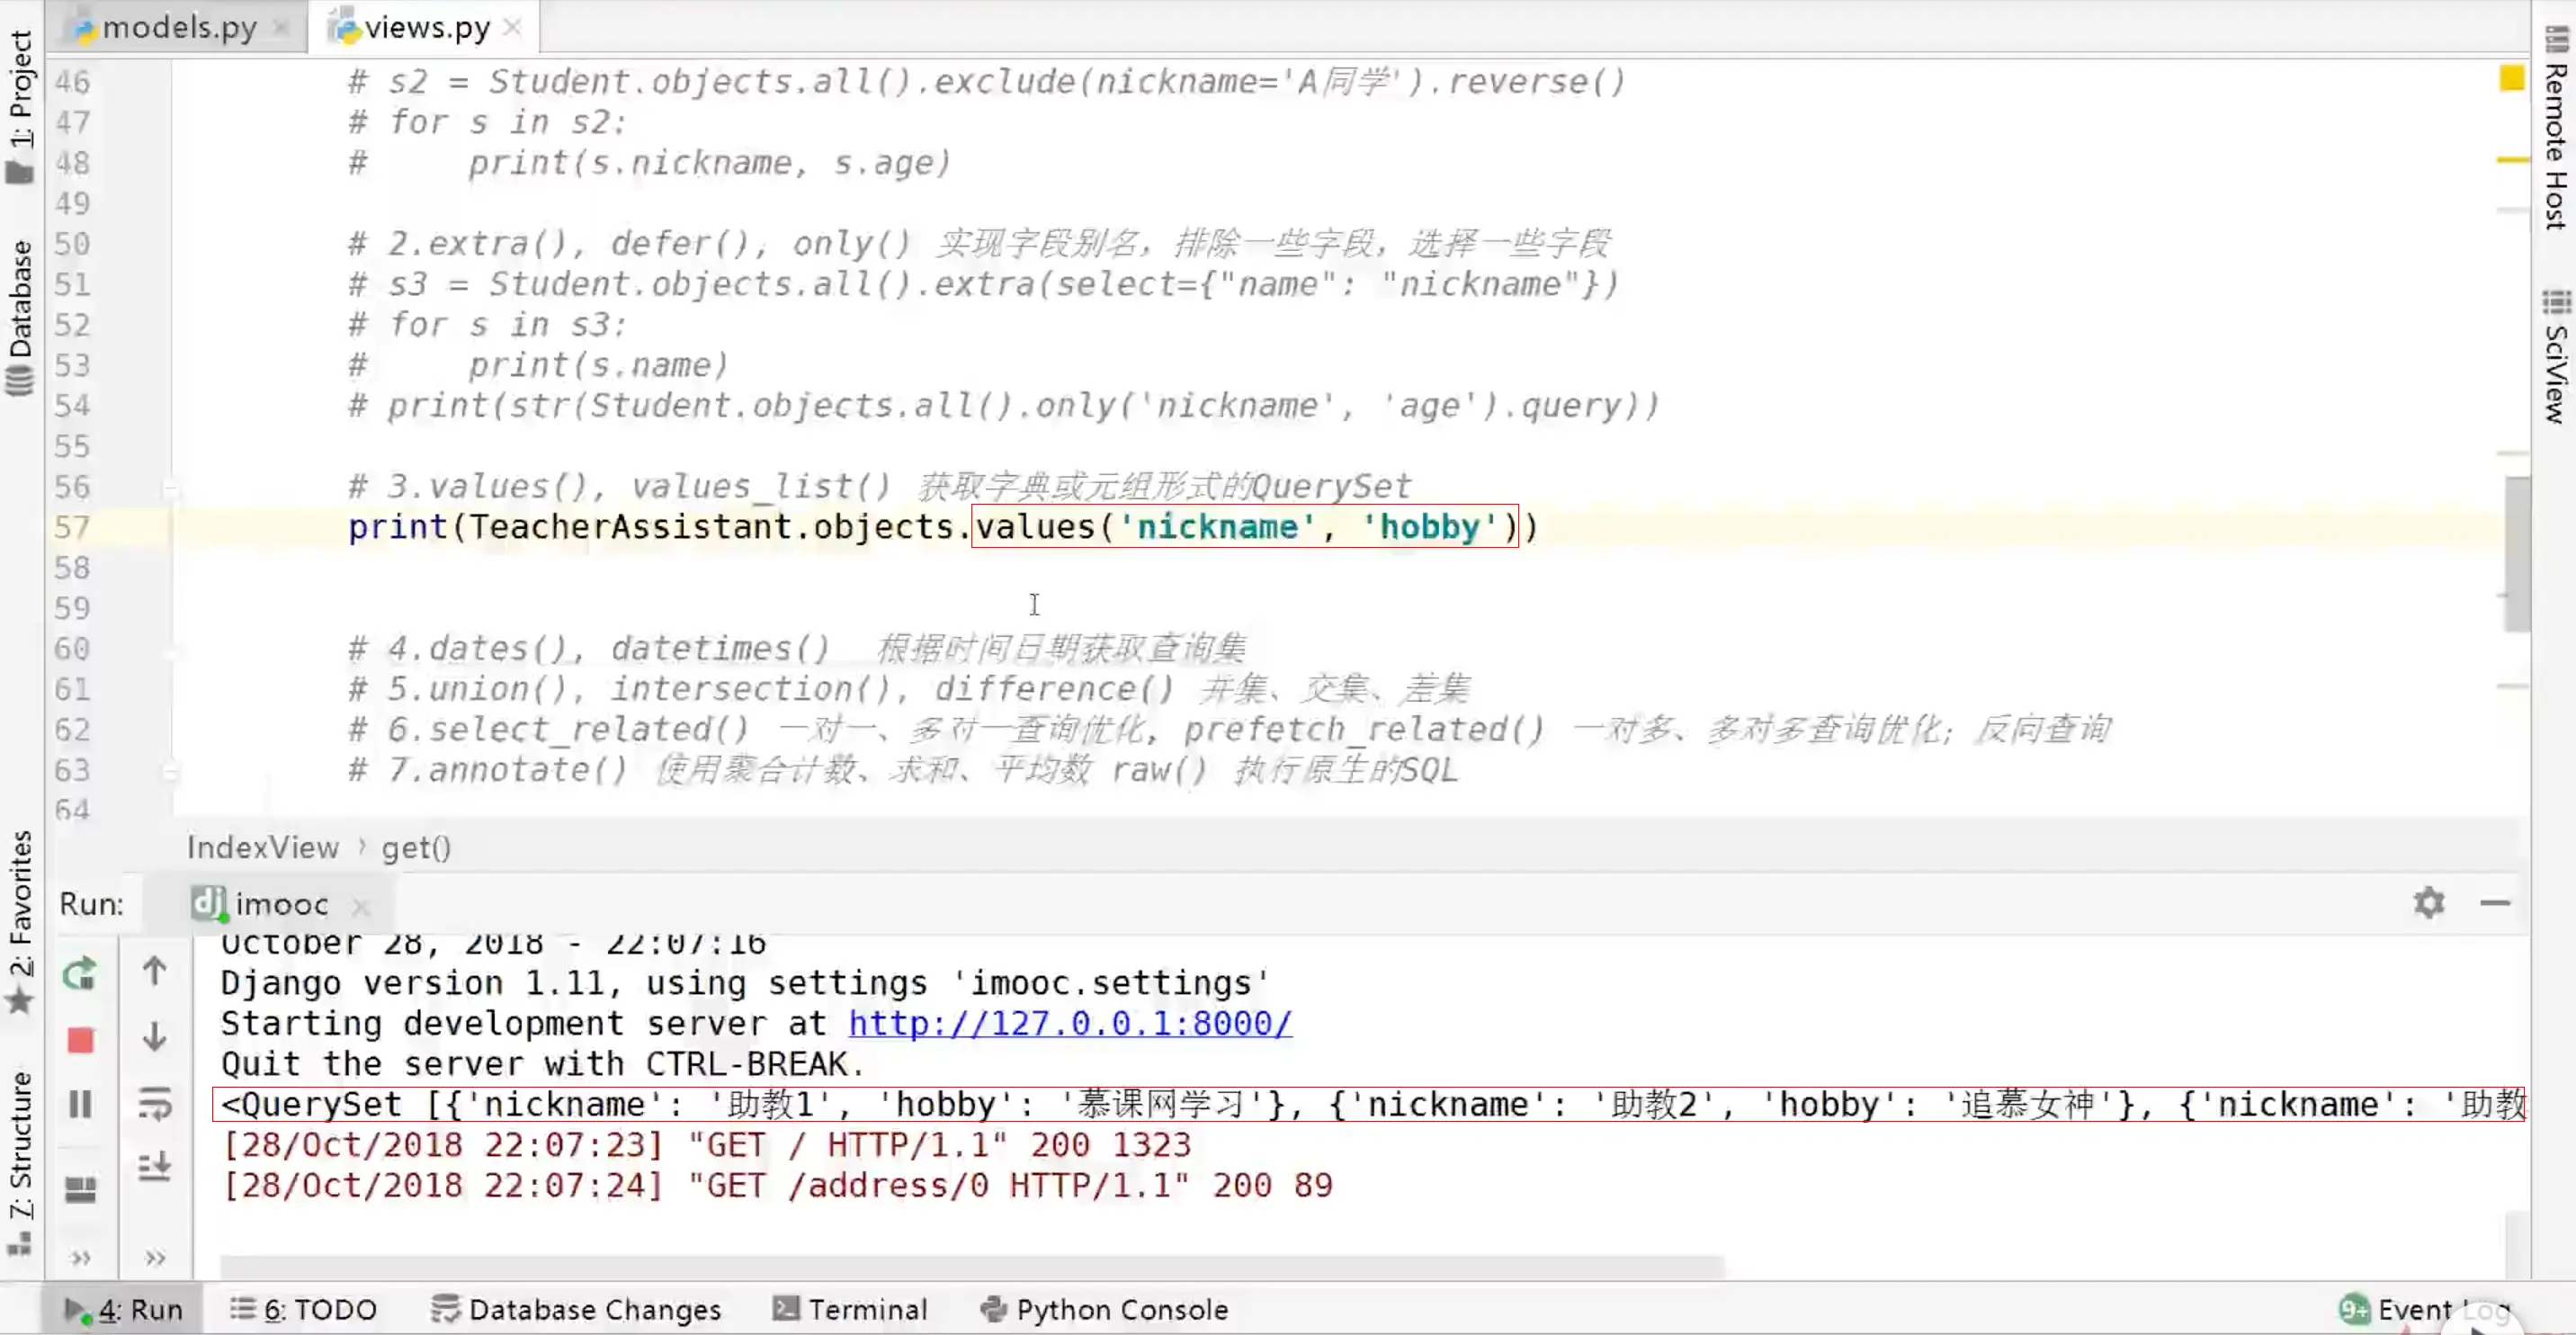 models.py
views.py
1: Project
Database
2: Favorites
7: Structure
Remote Host
SciView
46 # s2 = Student.objects.all().exclude(nickname='A同学').reverse()
47 # for s in s2:
48 #     print(s.nickname, s.age)
49
50 # 2.extra(), defer(), only() 实现字段别名，排除一些字段，选择一些字段
51 # s3 = Student.objects.all().extra(select={"name": "nickname"})
52 # for s in s3:
53 #     print(s.name)
54 # print(str(Student.objects.all().only('nickname', 'age').query))
55
56 # 3.values(), values_list() 获取字典或元组形式的QuerySet
57 print(TeacherAssistant.objects.values('nickname', 'hobby'))
58
59
60 # 4.dates(), datetimes() 根据时间日期获取查询集
61 # 5.union(), intersection(), difference() 并集、交集、差集
62 # 6.select_related() 一对一、多对一查询优化, prefetch_related() 一对多、多对多查询优化；反向查询
63 # 7.annotate() 使用聚合计数、求和、平均数 raw() 执行原生的SQL
64
IndexView › get()
Run: imooc
October 28, 2018 - 22:07:16
Django version 1.11, using settings 'imooc.settings'
Starting development server at http://127.0.0.1:8000/
Quit the server with CTRL-BREAK.
<QuerySet [{'nickname': '助教1', 'hobby': '慕课网学习'}, {'nickname': '助教2', 'hobby': '追慕女神'}, {'nickname': '助教
[28/Oct/2018 22:07:23] "GET / HTTP/1.1" 200 1323
[28/Oct/2018 22:07:24] "GET /address/0 HTTP/1.1" 200 89
4: Run 6: TODO Database Changes Terminal Python Console 9+ Event Log